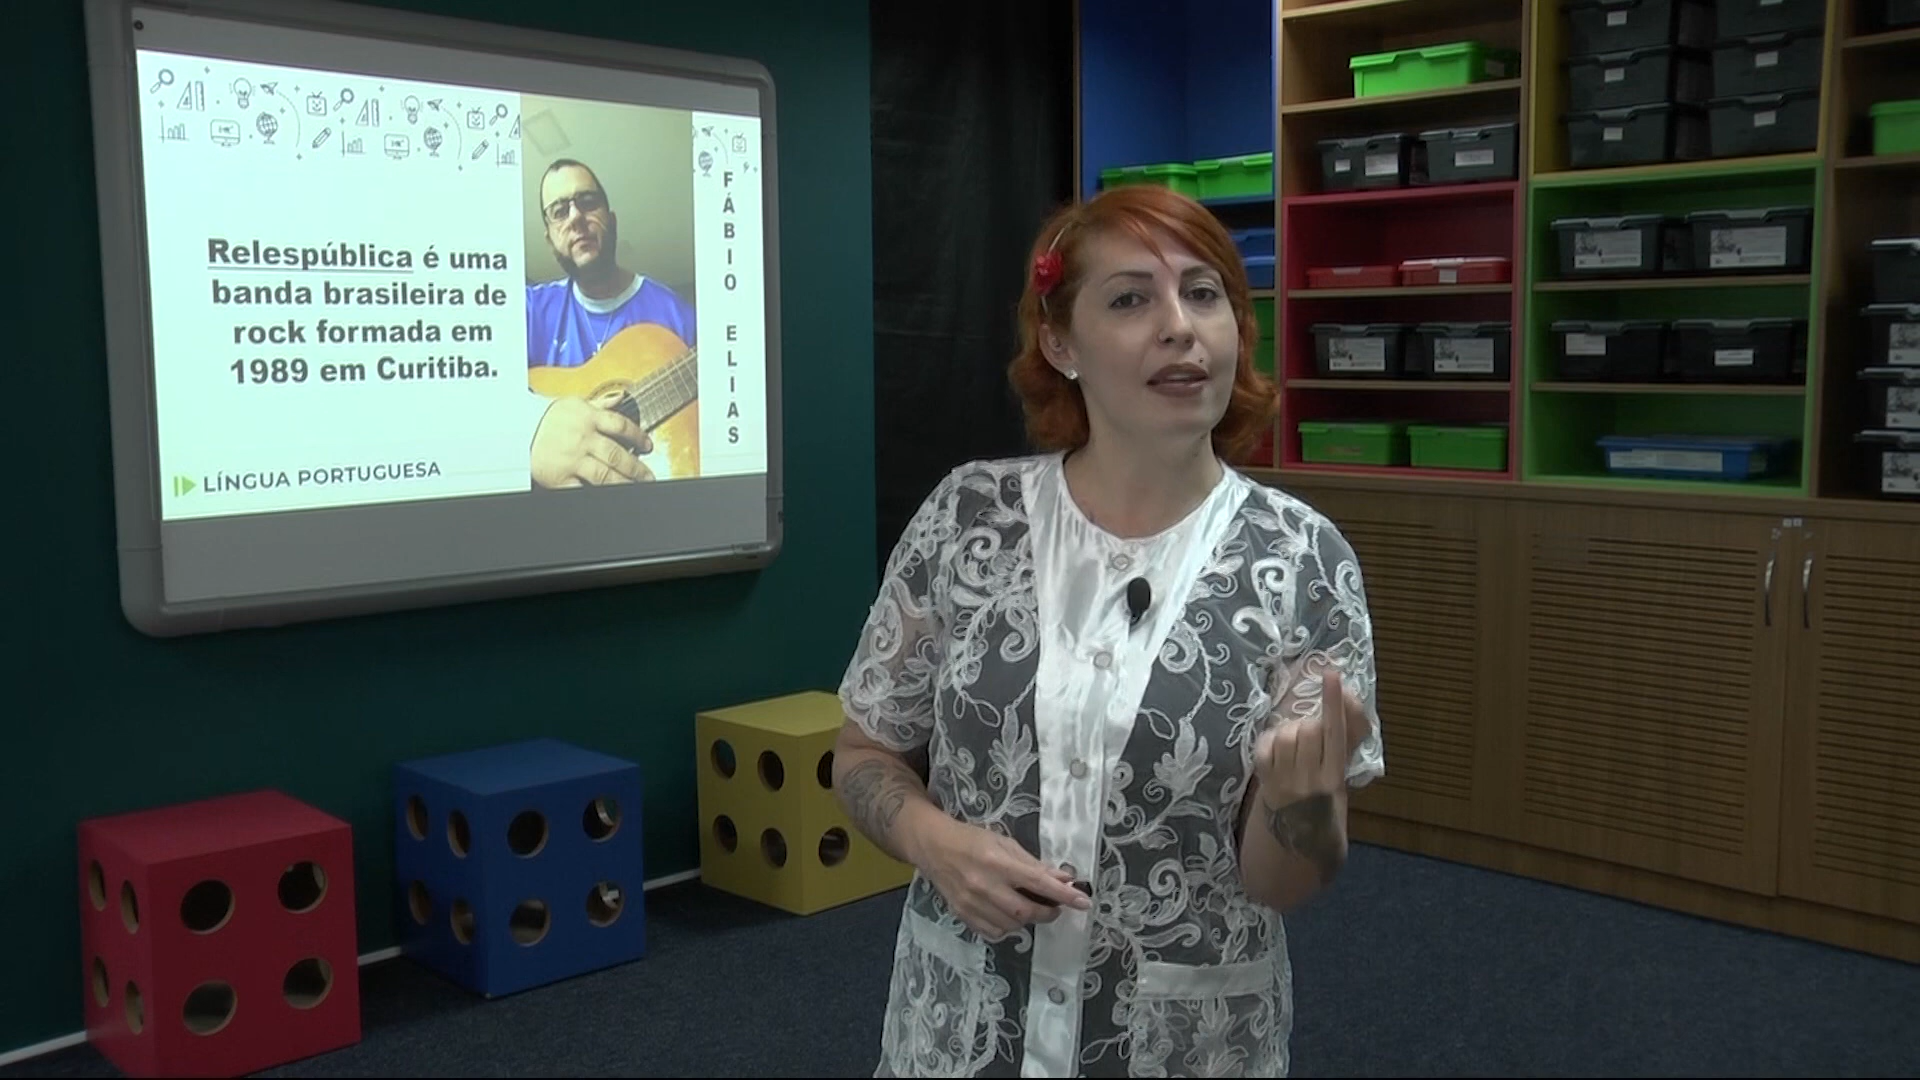 Relespública é uma
banda brasileira de
rock formada em
1989 em Curitiba.
LÍNGUA PORTUGUESA
FÁBIO ELIAS